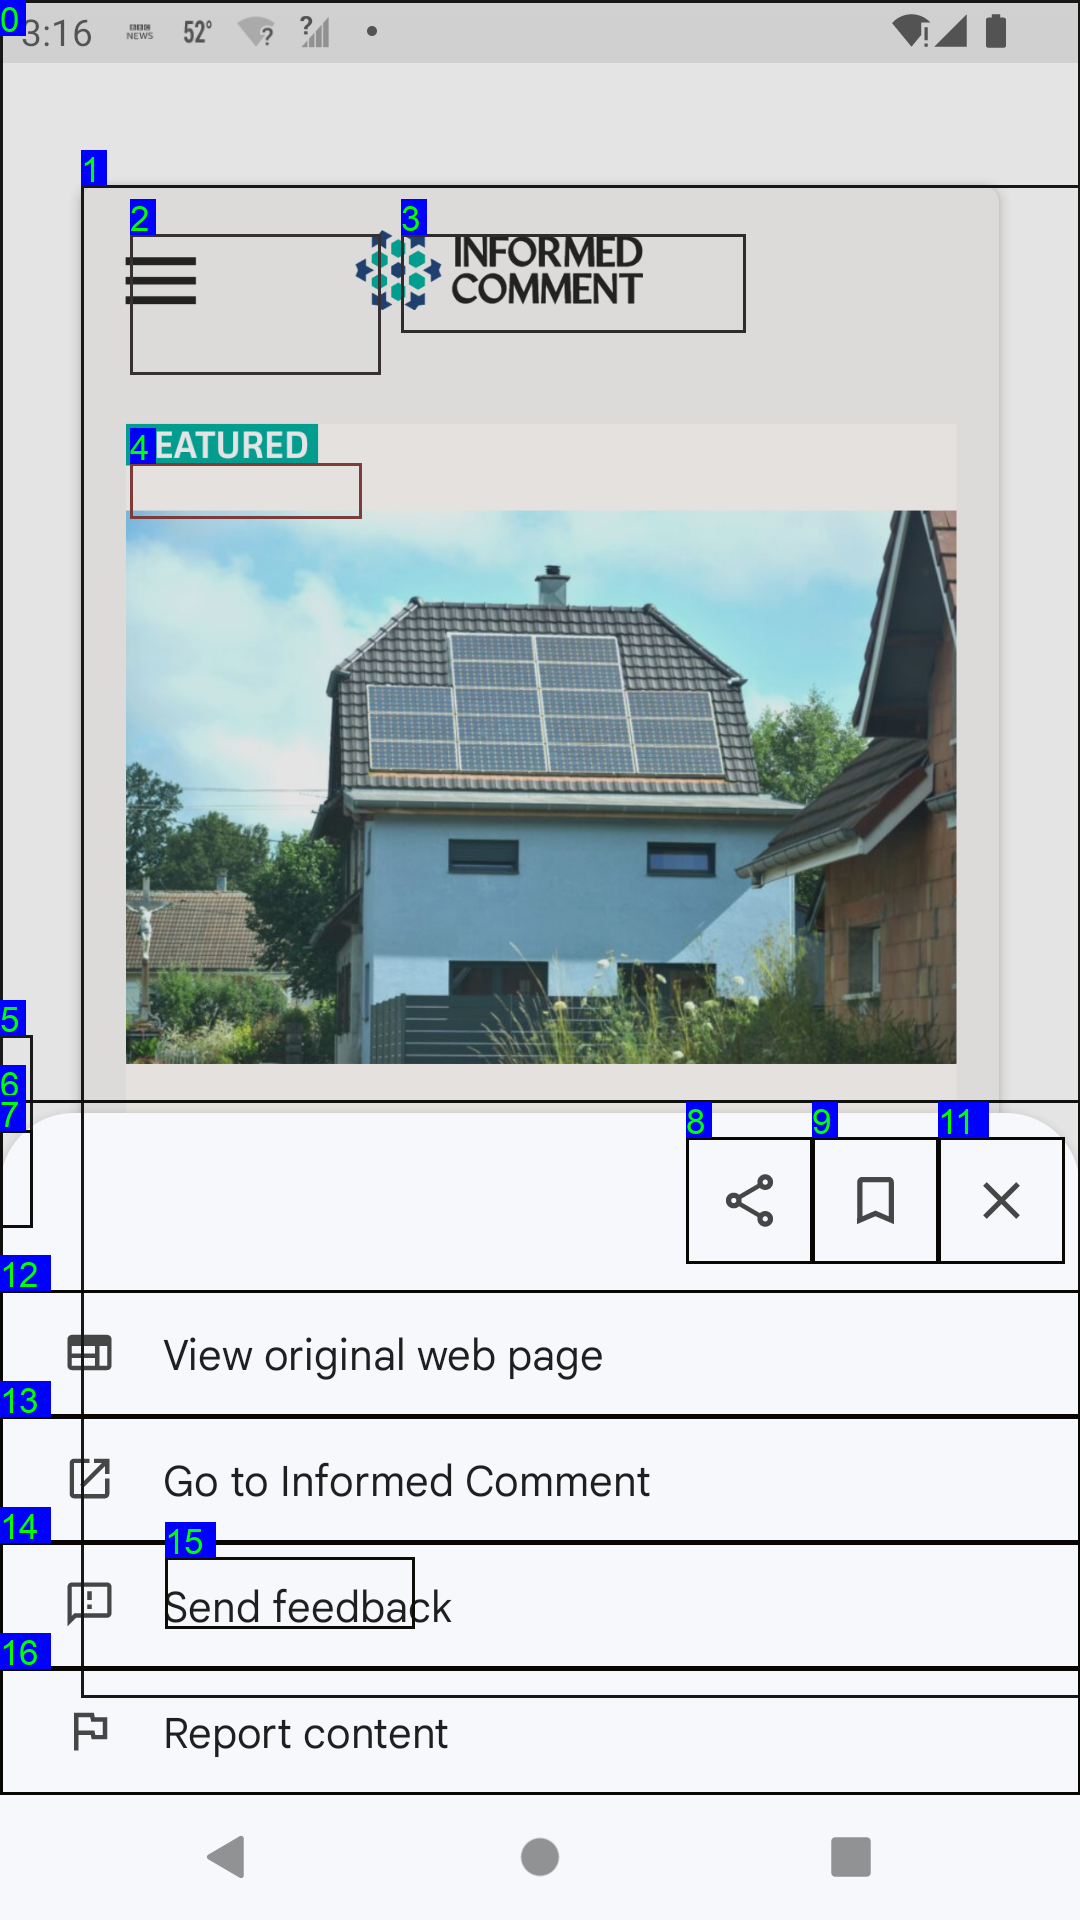 0
3:16 BBC NEWS 52° ? ? !
1
2
3
INFORMED
COMMENT
4 EATURED
5
6
7
8
9
11
12
View original web page
13
Go to Informed Comment
14
15
Send feedback
16
Report content